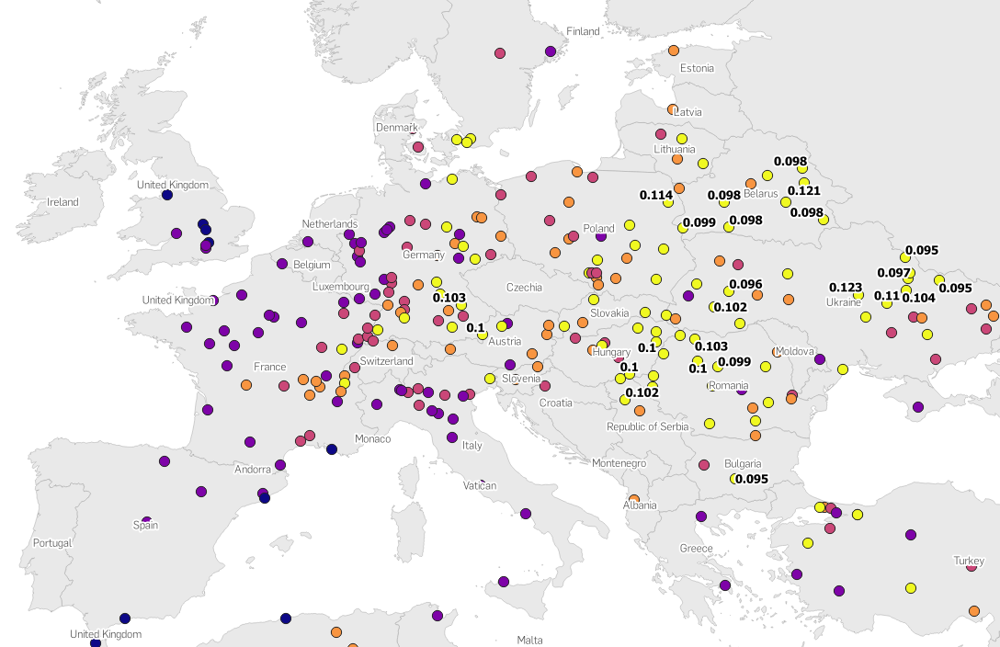 Finland
Estonia
Latvia
Denmark
Lithuania
0.098
United Kingdom
0.121
Ireland
0.114
0.098
Belarus
0.098
Netherlands
0.099
0.098
Poland
Germany
0.095
Belgium
0.097
Luxembourg
0.096
0.095
Czechia
0.123
United Kingdom
0.103
0.11
0.104
Ukraine
0.102
Slovakia
0.1
Austria
0.1
0.103
Hungary
Moldova
Switzerland
France
0.1
0.1
0.099
Slovenia
Romania
0.102
Croatia
Republic of Serbia
Monaco
Italy
Montenegro
Bulgaria
Andorra
0.095
Vatican
Albania
Spain
Portugal
Greece
Turkey
United Kingdom
Malta